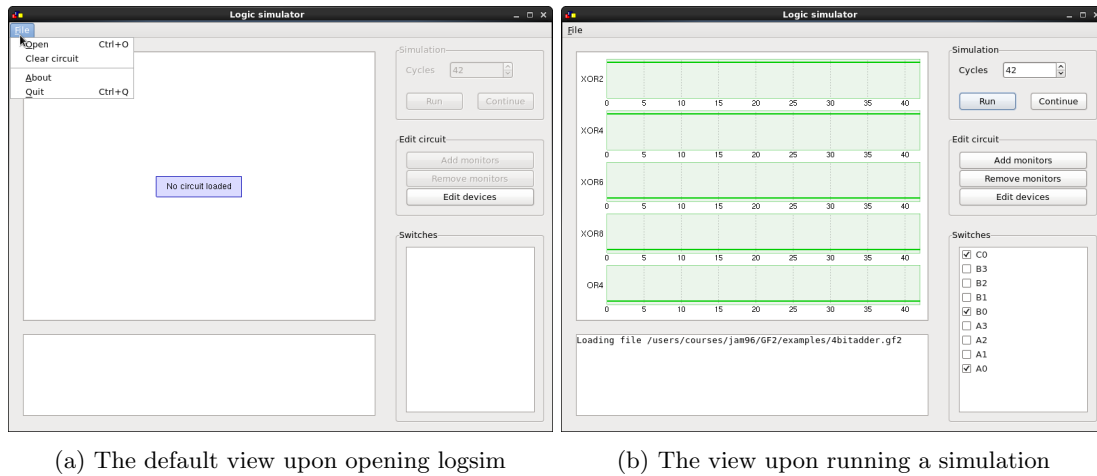 Logic simulator
File
Open Ctrl+O
Clear circuit
About
Quit Ctrl+Q
No circuit loaded
Simulation
Cycles 42
Run Continue
Edit circuit
Add monitors
Remove monitors
Edit devices
Switches
(a) The default view upon opening logsim
Logic simulator
File
XOR2
0 5 10 15 20 25 30 35 40
XOR4
0 5 10 15 20 25 30 35 40
XOR6
0 5 10 15 20 25 30 35 40
XOR8
0 5 10 15 20 25 30 35 40
OR4
0 5 10 15 20 25 30 35 40
Loading file /users/courses/jam96/GF2/examples/4bitadder.gf2
Simulation
Cycles 42
Run Continue
Edit circuit
Add monitors
Remove monitors
Edit devices
Switches
C0
B3
B2
B1
B0
A3
A2
A1
A0
(b) The view upon running a simulation